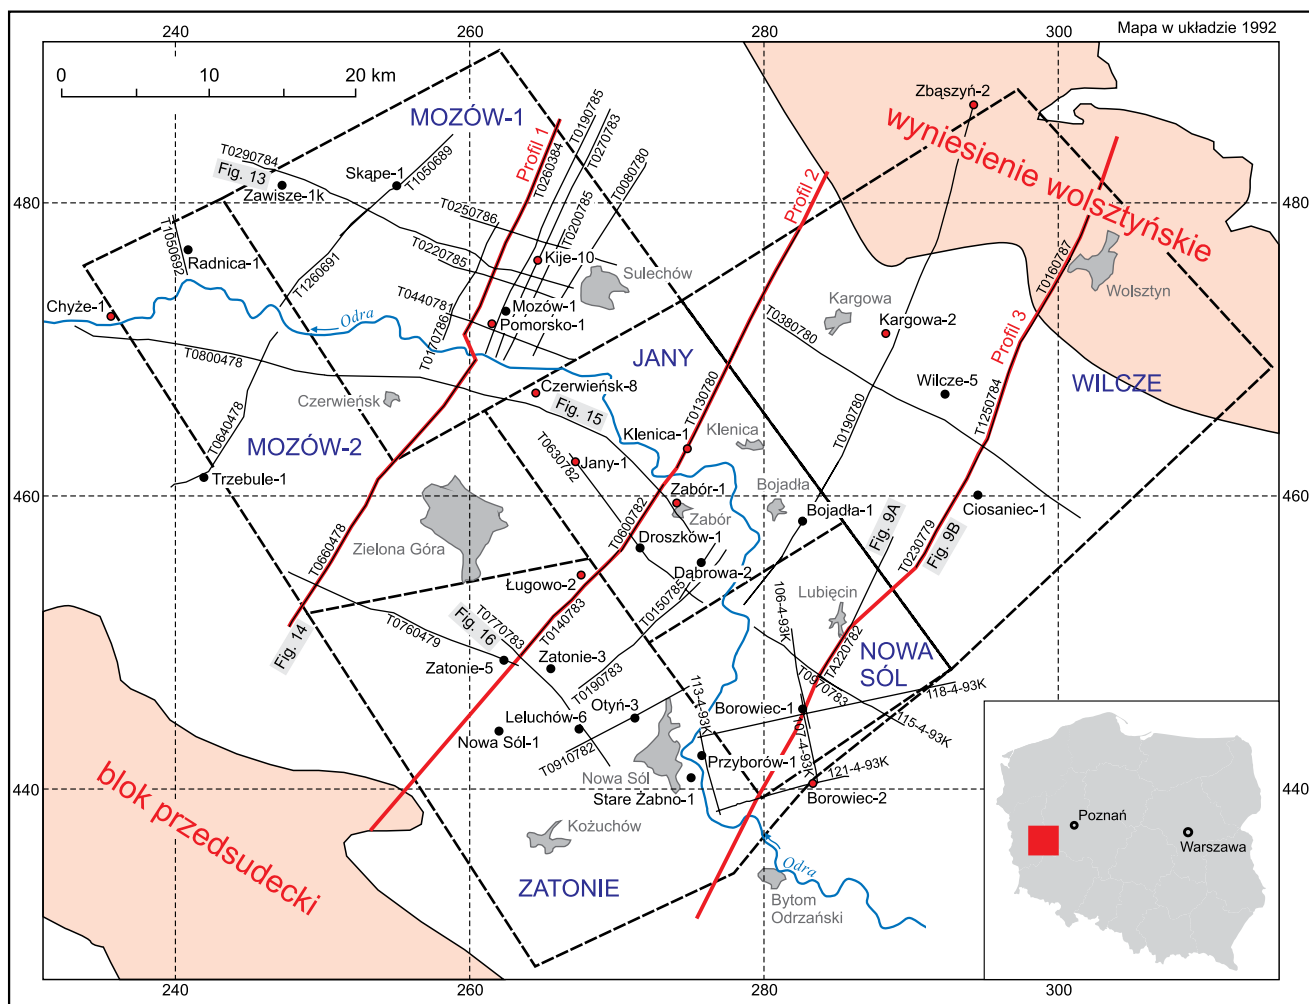 Mapa w układzie 1992
240
260
280
300
0
10
20 km
Zbąszyń-2
MOZÓW-1
T0190785
T0270783
wyniesienie wolsztyńskie
T0290784
Fig. 13
Skąpe-1
T1050689
Profil 1
T0260384
T0080780
Profil 2
Zawisze-1k
480
480
T0250786
T0200785
T1050692
Radnica-1
T0220785
Kije-10
Sulechów
T0160787
T1260691
Wolsztyn
Chyże-1
T0440781
Mozów-1
Kargowa
Odra
Pomorsko-1
T0380780
Kargowa-2
Profil 3
T0170786
T0800478
JANY
WILCZE
Czerwieńsk-8
Wilcze-5
Czerwieńsk
Fig. 15
T0130780
T0190780
T1250784
T0640478
MOZÓW-2
Klenica-1
Klenica
T0630782
Jany-1
Trzebule-1
Zabór-1
Bojadła
460
460
Zabór
Bojadła-1
Ciosaniec-1
T0600782
Fig. 9A
Droszków-1
T0230779
Fig. 9B
Zielona Góra
T0660478
Dąbrowa-2
Ługowo-2
T0150785
106-4-93K
Lubięcin
T0770783
T0140783
Fig. 16
T0760479
Fig. 14
TA220782
Zatonie-5
Zatonie-3
NOWA
SÓL
T0190783
T0970783
113-4-93K
118-4-93K
Otyń-3
Borowiec-1
Leluchów-6
115-4-93K
Nowa Sól-1
107-4-93K
T0910782
Przyborów-1
121-4-93K
Nowa Sól
440
440
Stare Żabno-1
Borowiec-2
blok przedsudecki
Kożuchów
Odra
ZATONIE
Bytom
Odrzański
Poznań
Warszawa
240
260
280